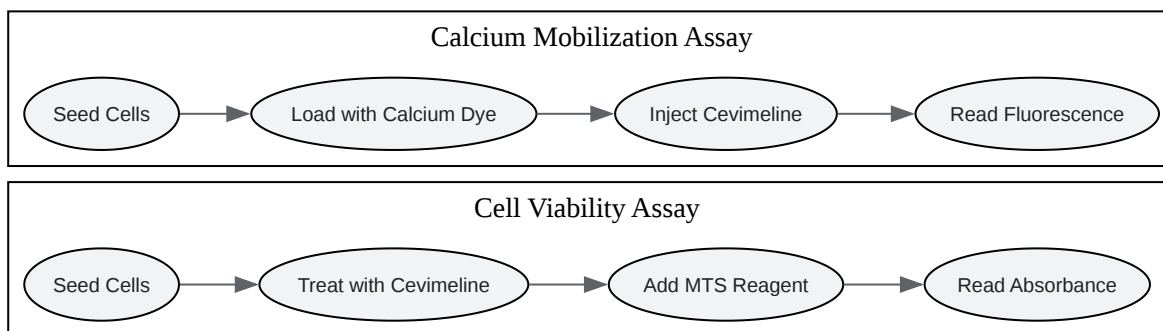 Calcium Mobilization Assay
Seed Cells
Load with Calcium Dye
Inject Cevimeline
Read Fluorescence
Cell Viability Assay
Seed Cells
Treat with Cevimeline
Add MTS Reagent
Read Absorbance